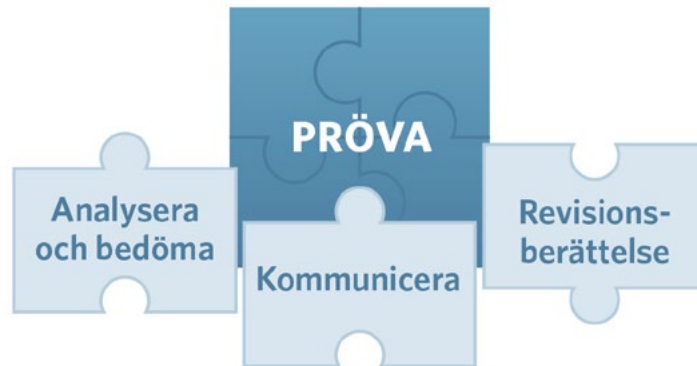 PRÖVA
Analysera
och bedöma
Kommunicera
Revisions-
berättelse